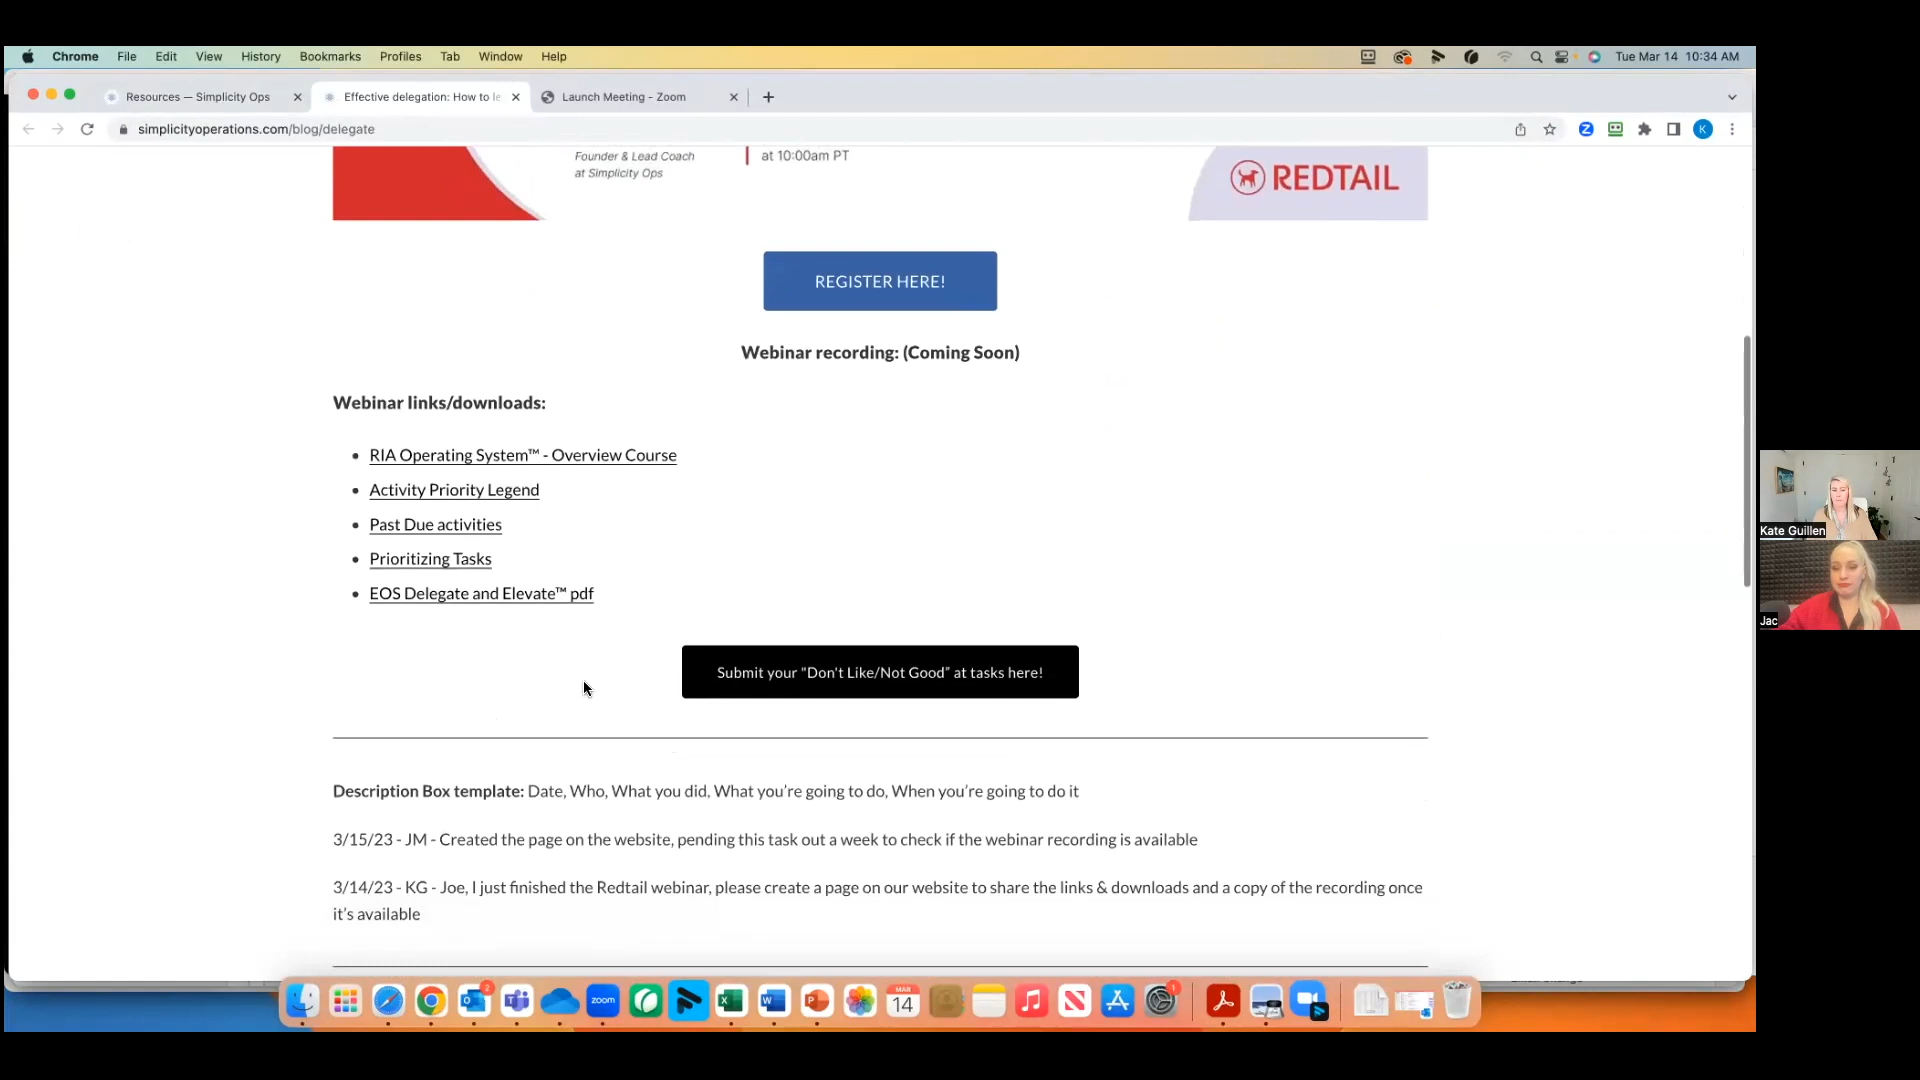 Chrome File Edit View History Bookmarks Profiles Tab Window Help Tue Mar 14 10:34 AM
Resources — Simplicity Ops Effective delegation: How to le Launch Meeting - Zoom
simplicityoperations.com/blog/delegate K
Founder & Lead Coach
at Simplicity Ops
at 10:00am PT
REDTAIL
REGISTER HERE!
Webinar recording: (Coming Soon)
Webinar links/downloads:
RIA Operating System™ - Overview Course
Activity Priority Legend
Past Due activities
Prioritizing Tasks
EOS Delegate and Elevate™ pdf
Submit your “Don't Like/Not Good” at tasks here!
Description Box template: Date, Who, What you did, What you’re going to do, When you’re going to do it
3/15/23 - JM - Created the page on the website, pending this task out a week to check if the webinar recording is available
3/14/23 - KG - Joe, I just finished the Redtail webinar, please create a page on our website to share the links & downloads and a copy of the recording once
it’s available
Kate Guillen
Jac
2 zoom MAR 14 1